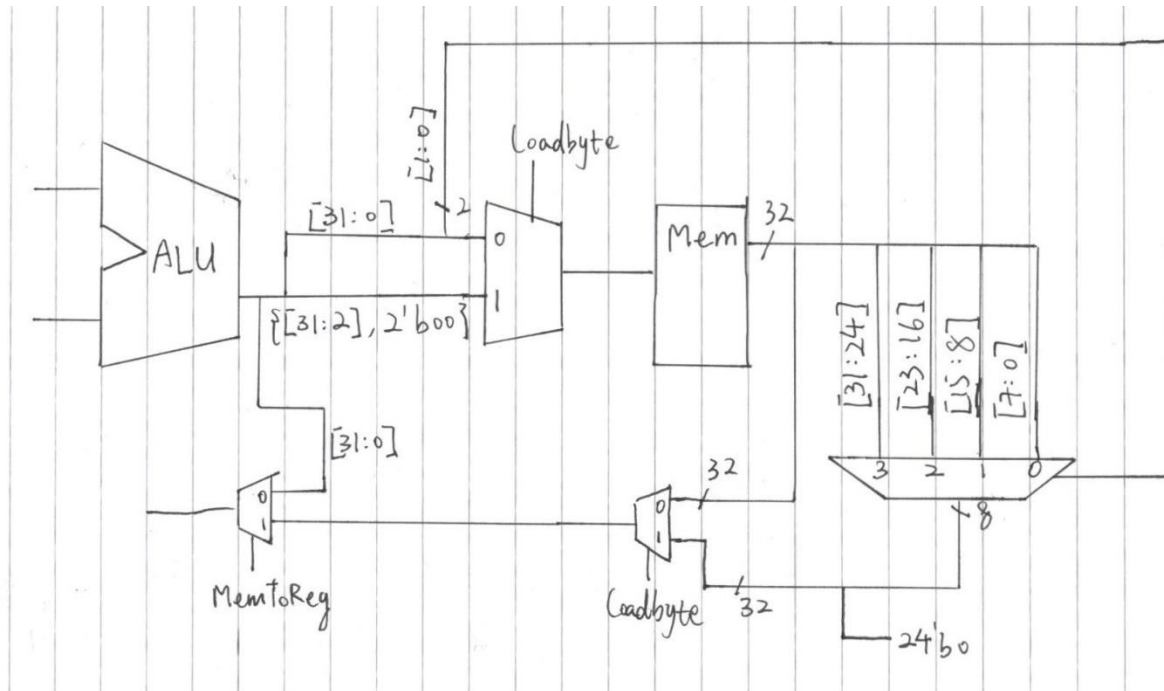 [1:0]
Loadbyte
2
[31:0]
0
32
ALU
Mem
1
{[31:2], 2'b00}
[31:24]
[23:16]
[15:8]
[7:0]
[31:0]
3 2 1 0
32
0
0
1
1
8
MemtoReg
Loadbyte
32
24'b0